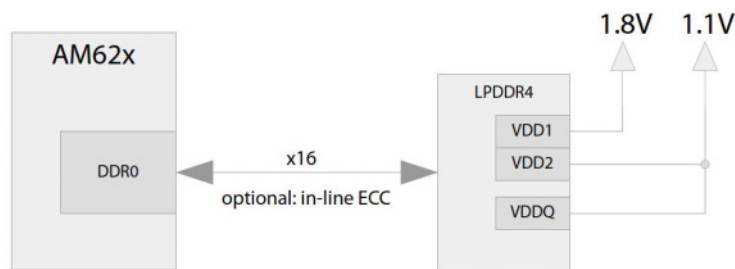 1.8V 1.1V
AM62x
LPDDR4
VDD1
x16
VDD2
DDR0
optional: in-line ECC
VDDQ